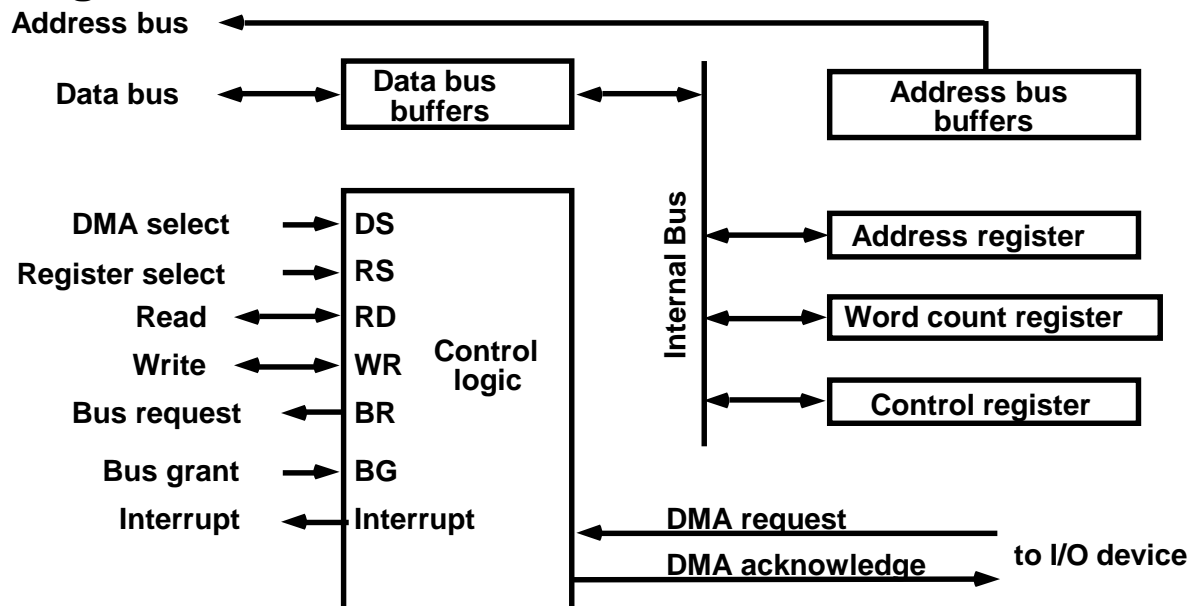 Address bus
Data bus
Data bus
buffers
Address bus
buffers
Internal Bus
DMA select
DS
Register select
RS
Read
RD
Write
WR
Bus request
BR
Bus grant
BG
Interrupt
Interrupt
Control
logic
Address register
Word count register
Control register
DMA request
DMA acknowledge
to I/O device